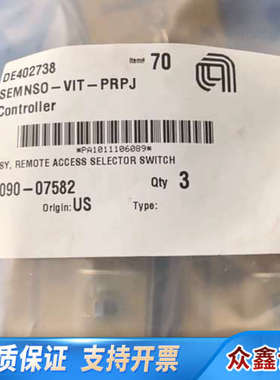 DE402738
Item# 70
SEMNSO-VIT-PRPJ
Controller
*PA1011106089*
SY, REMOTE ACCESS SELECTOR SWITCH
090-07582
Qty 3
Origin: US
Type:
质保证 支持开票
众鑫